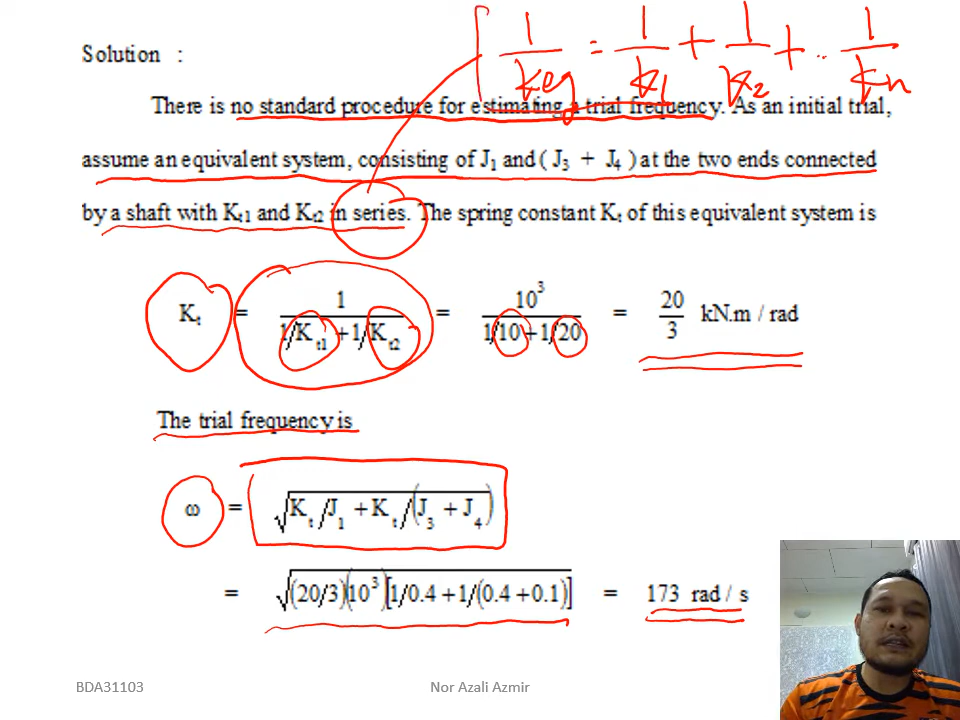 Solution :
1/keq = 1/k1 + 1/k2 + .. 1/kn
There is no standard procedure for estimating a trial frequency. As an initial trial,
assume an equivalent system, consisting of J₁ and ( J₃ + J₄ ) at the two ends connected
by a shaft with Kt1 and Kt2 in series. The spring constant Kt of this equivalent system is
Kt = 1 / (1/Kt1 + 1/Kt2) = 10³ / (1/10 + 1/20) = 20/3 kN.m / rad
The trial frequency is
ω = √(Kt/J₁ + Kt/(J₃ + J₄))
= √((20/3)(10³)[1/0.4 + 1/(0.4 + 0.1)] = 173 rad / s
BDA31103 Nor Azali Azmir